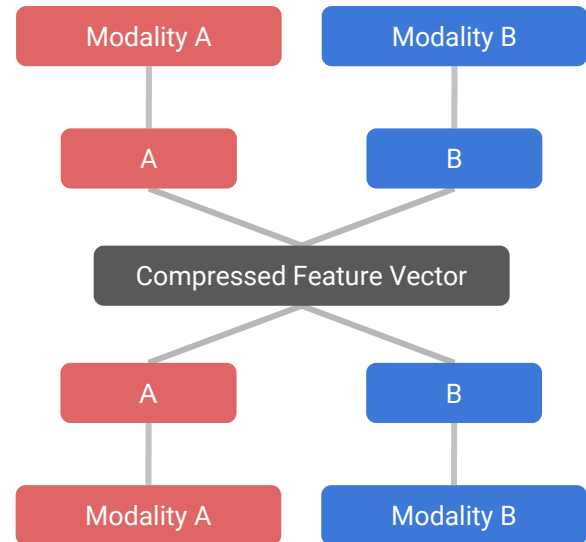 Modality A
Modality B
A
B
Compressed Feature Vector
A
B
Modality A
Modality B